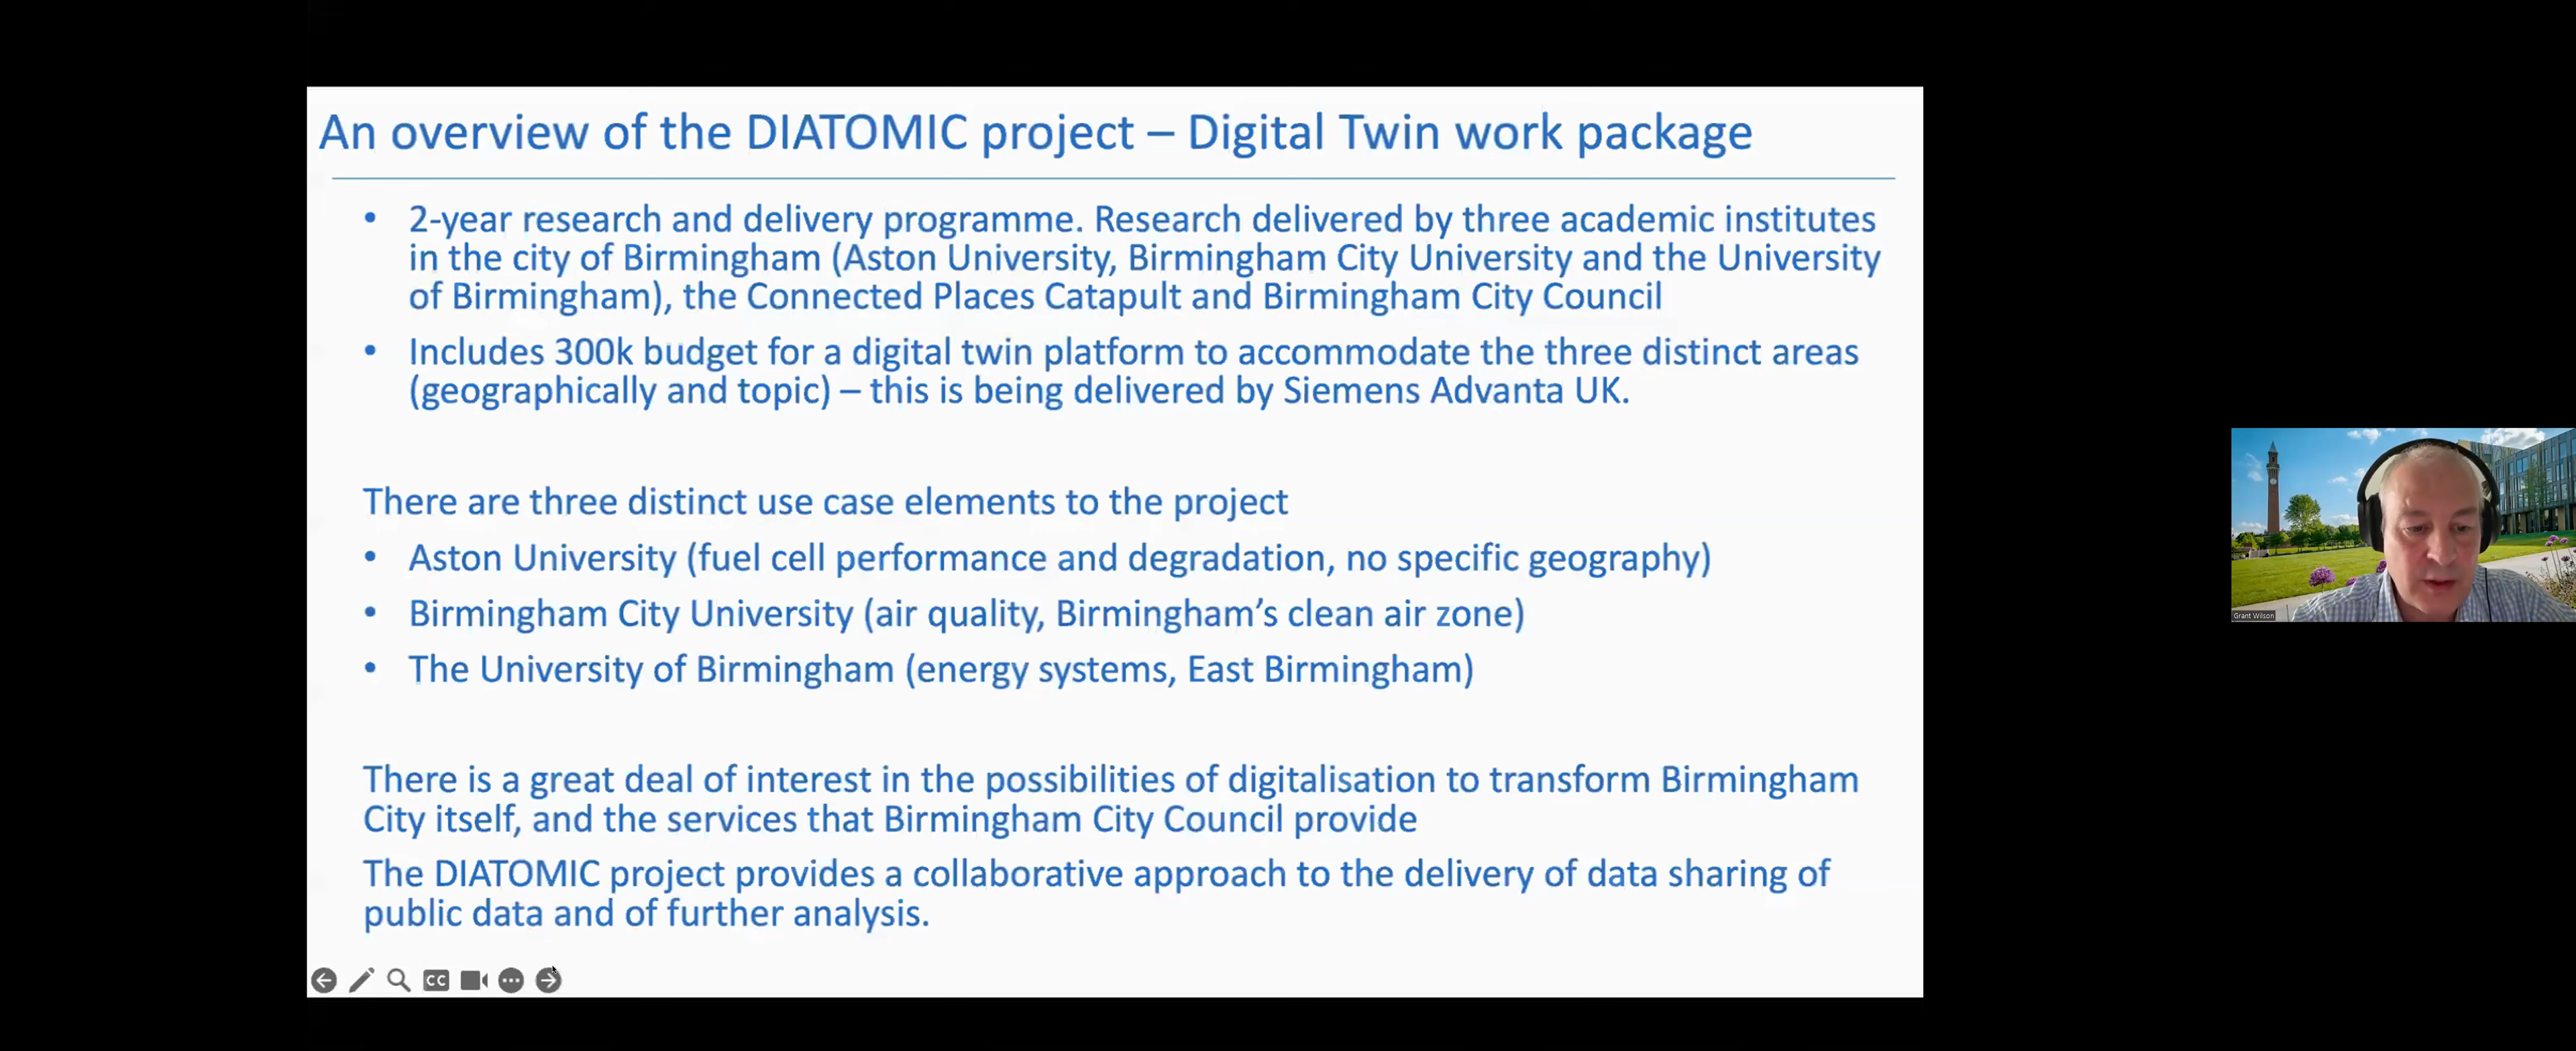 An overview of the DIATOMIC project – Digital Twin work package
• 2-year research and delivery programme. Research delivered by three academic institutes
in the city of Birmingham (Aston University, Birmingham City University and the University
of Birmingham), the Connected Places Catapult and Birmingham City Council
• Includes 300k budget for a digital twin platform to accommodate the three distinct areas
(geographically and topic) – this is being delivered by Siemens Advanta UK.
There are three distinct use case elements to the project
• Aston University (fuel cell performance and degradation, no specific geography)
• Birmingham City University (air quality, Birmingham’s clean air zone)
• The University of Birmingham (energy systems, East Birmingham)
There is a great deal of interest in the possibilities of digitalisation to transform Birmingham
City itself, and the services that Birmingham City Council provide
The DIATOMIC project provides a collaborative approach to the delivery of data sharing of
public data and of further analysis.
CC
Grant Wilson